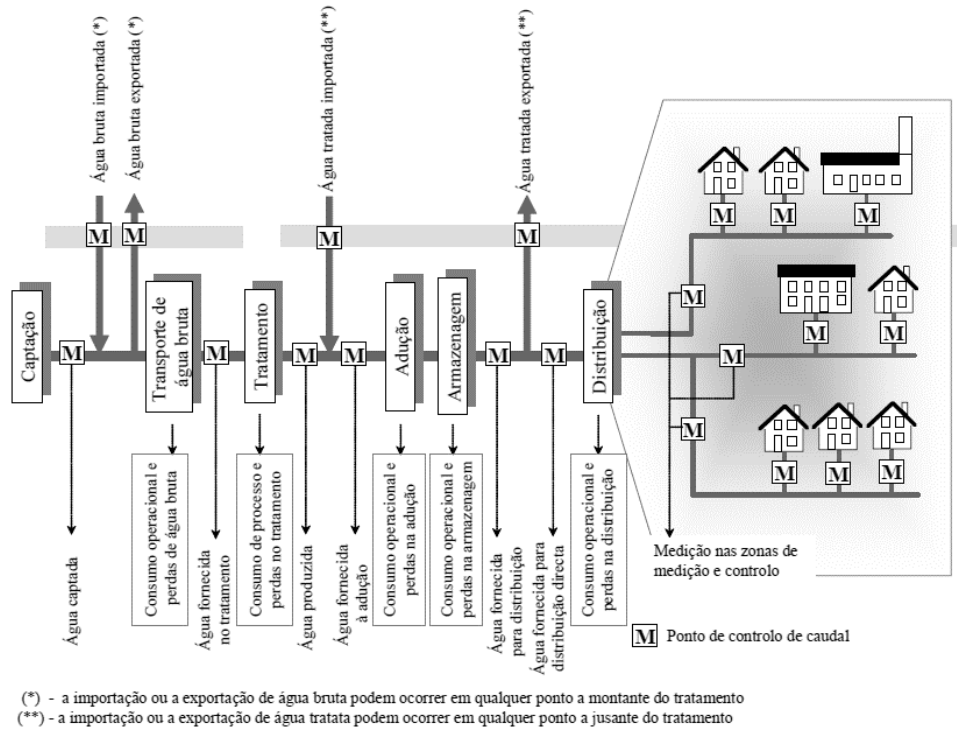 Água bruta importada (*)
Água bruta exportada (*)
Água tratada importada (**)
Água tratada exportada (**)
M
M
M
M
M
M
M
Captação
M
Transporte de
água bruta
M
Tratamento
M
M
Adução
Armazenagem
M
M
Distribuição
M
M
M
M
M
M
M
M
Consumo operacional e
perdas de água bruta
Consumo de processo e
perdas no tratamento
Consumo operacional e
perdas na adução
Consumo operacional e
perdas na armazenagem
Consumo operacional e
perdas na distribuição
Água captada
Água fornecida
no tratamento
Água produzida
Água fornecida
à adução
Água fornecida
para distribuição
Água fornecida para
distribuição directa
Medição nas zonas de
medição e controlo
M Ponto de controlo de caudal
(*) - a importação ou a exportação de água bruta podem ocorrer em qualquer ponto a montante do tratamento
(**) - a importação ou a exportação de água tratata podem ocorrer em qualquer ponto a jusante do tratamento